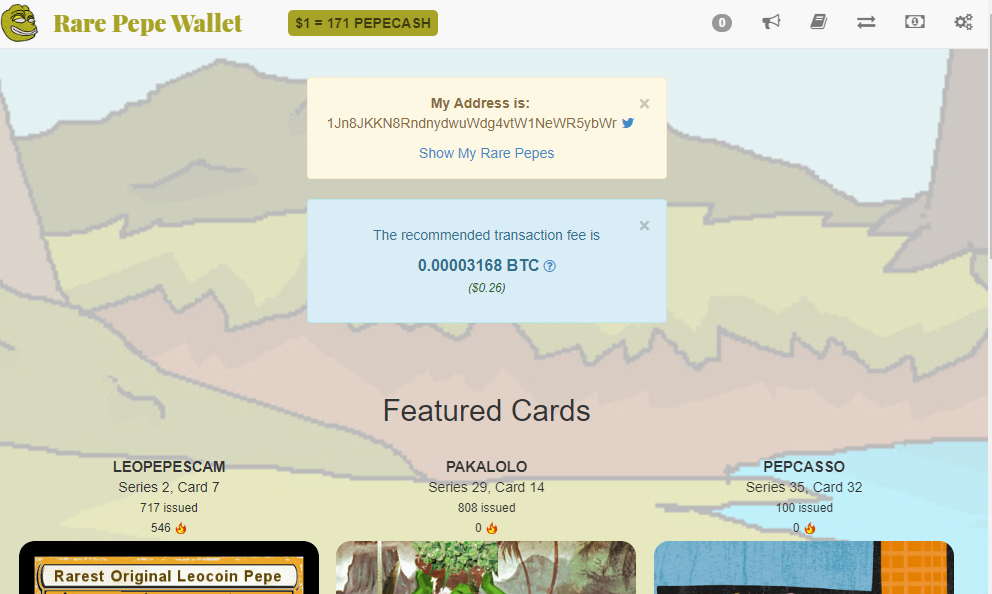 Rare Pepe Wallet
$1 = 171 PEPECASH
0
My Address is:
1Jn8JKKN8RndnydwuWdg4vtW1NeWR5ybWr
Show My Rare Pepes
The recommended transaction fee is
0.00003168 BTC
($0.26)
Featured Cards
LEOPEPESCAM
Series 2, Card 7
717 issued
546
PAKALOLO
Series 29, Card 14
808 issued
0
PEPCASSO
Series 35, Card 32
100 issued
0
Rarest Original Leocoin Pepe